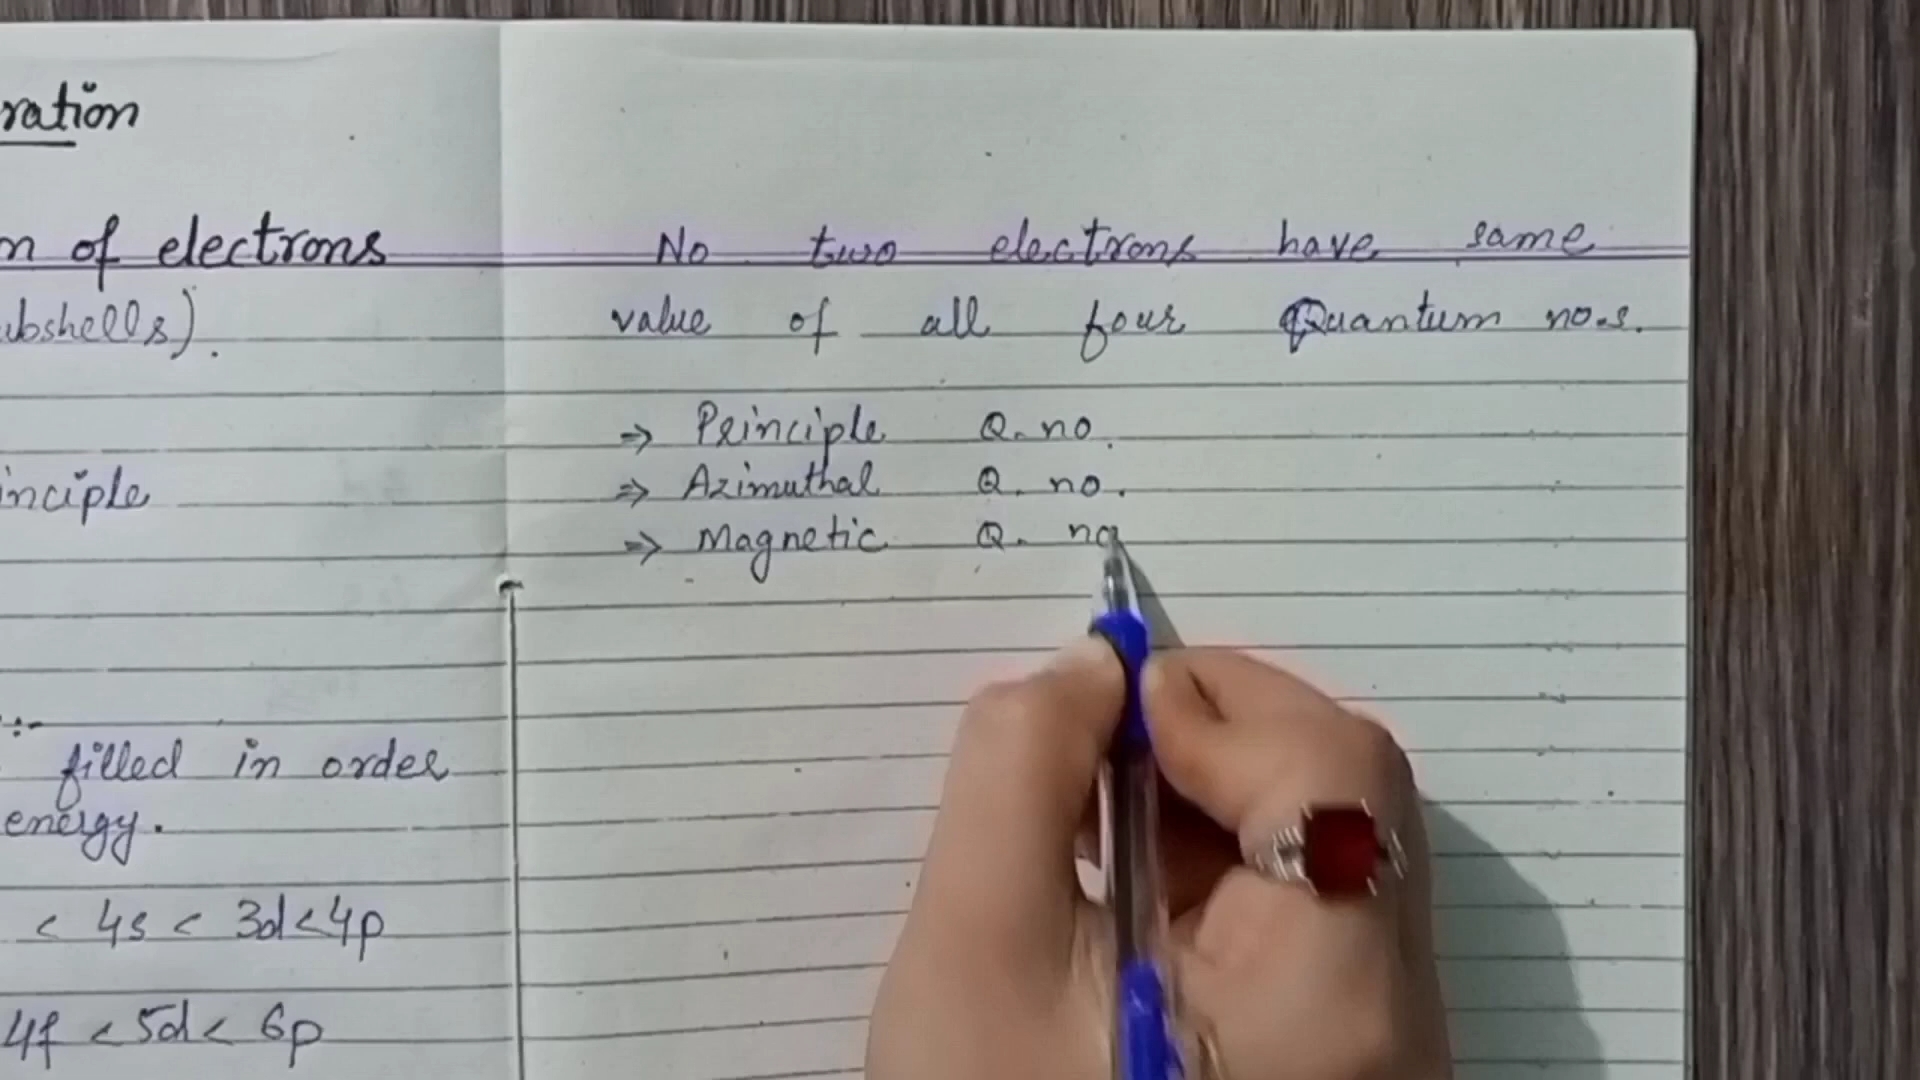 ration
n of electrons
ubshells).
inciple
:-
filled in order
energy.
< 4s < 3d < 4p
4f < 5d < 6p
No two electrons have same
value of all four Quantum no.s.
⇒ Principle Q. no.
⇒ Azimuthal Q. no.
⇒ Magnetic Q. no